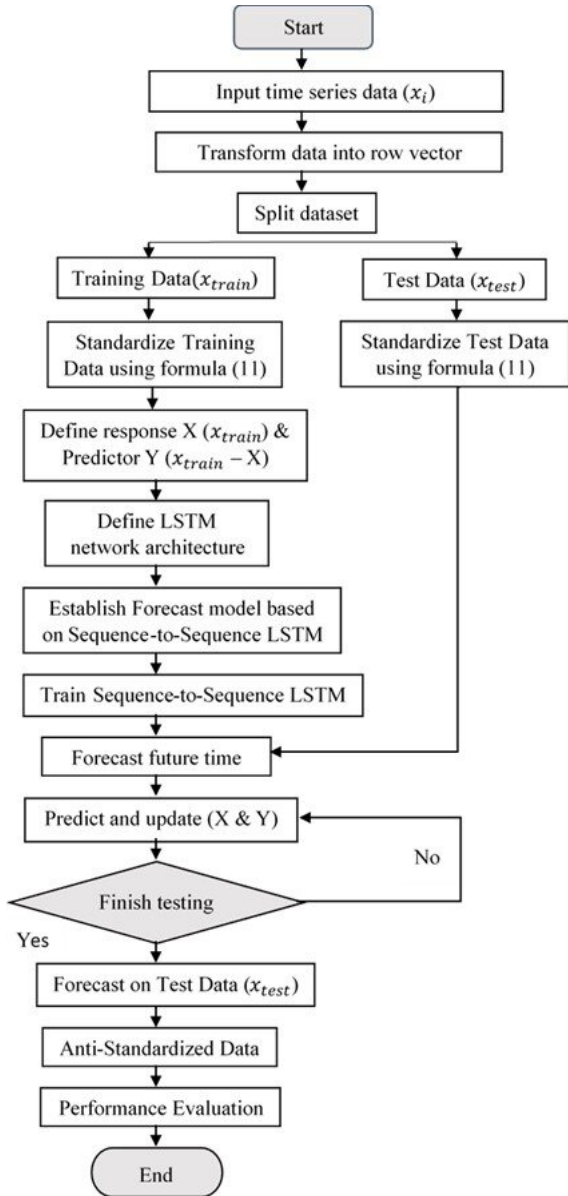 Start
Input time series data (xᵢ)
Transform data into row vector
Split dataset
Training Data(x_train)
Test Data (x_test)
Standardize Training
Data using formula (11)
Standardize Test Data
using formula (11)
Define response X (x_train) &
Predictor Y (x_train – X)
Define LSTM
network architecture
Establish Forecast model based
on Sequence-to-Sequence LSTM
Train Sequence-to-Sequence LSTM
Forecast future time
Predict and update (X & Y)
No
Finish testing
Yes
Forecast on Test Data (x_test)
Anti-Standardized Data
Performance Evaluation
End